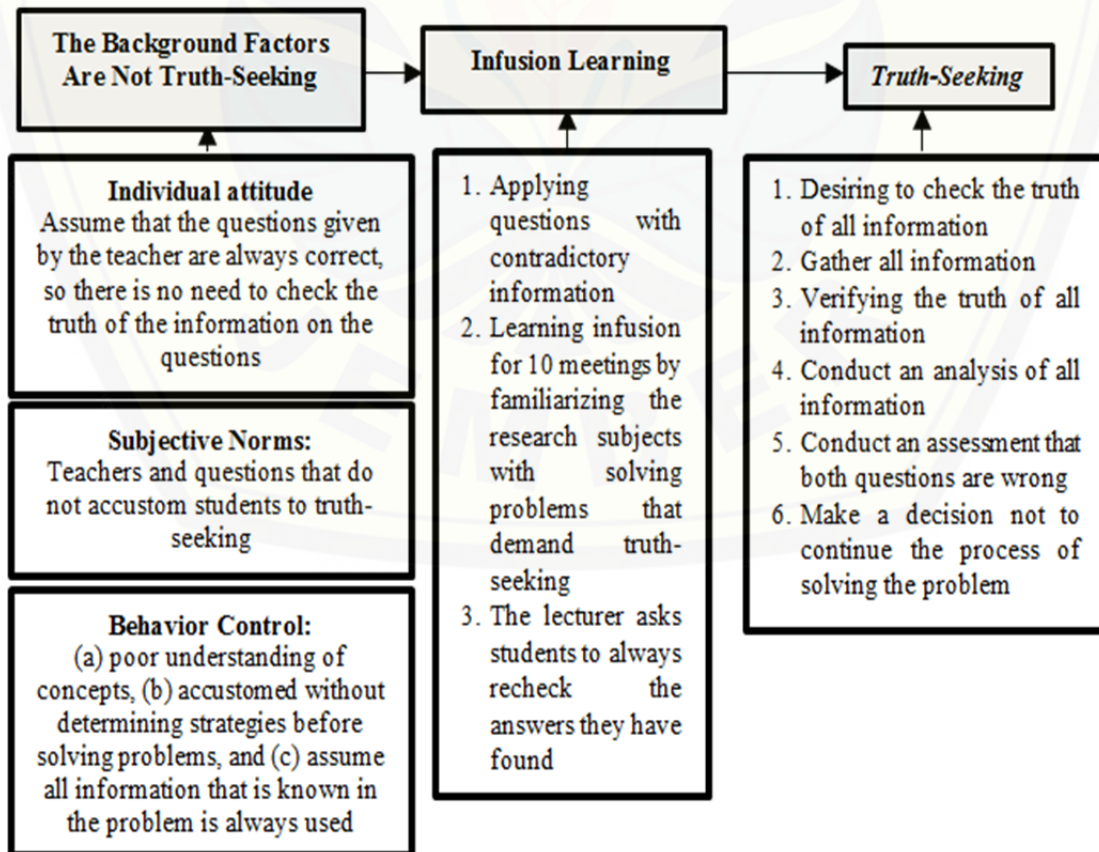 The Background Factors
Are Not Truth-Seeking
Infusion Learning
Truth-Seeking
Individual attitude
Assume that the questions given
by the teacher are always correct,
so there is no need to check the
truth of the information on the
questions
Subjective Norms:
Teachers and questions that do
not accustom students to truth-
seeking
Behavior Control:
(a) poor understanding of
concepts, (b) accustomed without
determining strategies before
solving problems, and (c) assume
all information that is known in
the problem is always used
1. Applying
questions with
contradictory
information
2. Learning infusion
for 10 meetings by
familiarizing the
research subjects
with solving
problems that
demand truth-
seeking
3. The lecturer asks
students to always
recheck the
answers they have
found
1. Desiring to check the truth
of all information
2. Gather all information
3. Verifying the truth of all
information
4. Conduct an analysis of all
information
5. Conduct an assessment that
both questions are wrong
6. Make a decision not to
continue the process of
solving the problem